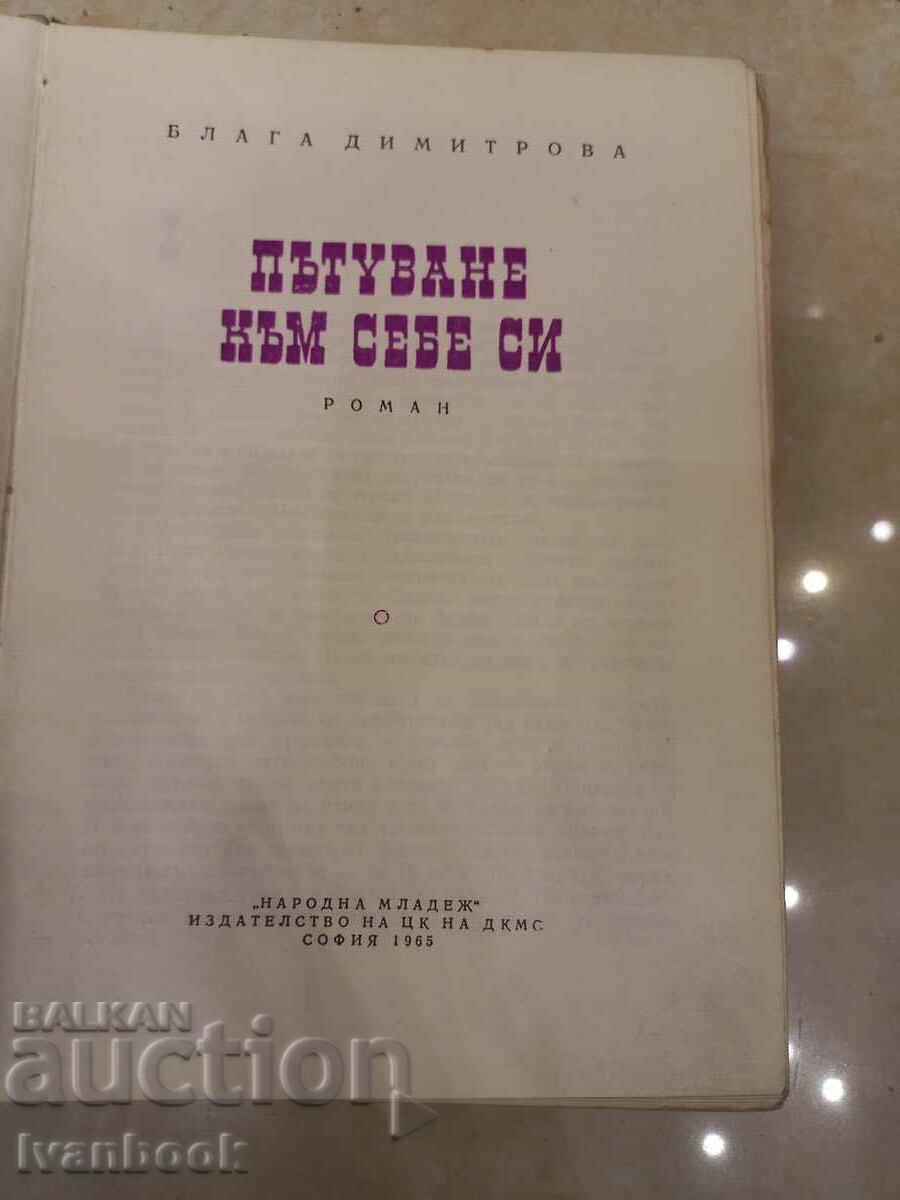 БЛАГА ДИМИТРОВА
ПЪТУВАНЕ
КЪМ СЕБЕ СИ
РОМАН
„НАРОДНА МЛАДЕЖ“
ИЗДАТЕЛСТВО НА ЦК НА ДКМС
СОФИЯ 1965
BALKAN
auction
Ivanbook